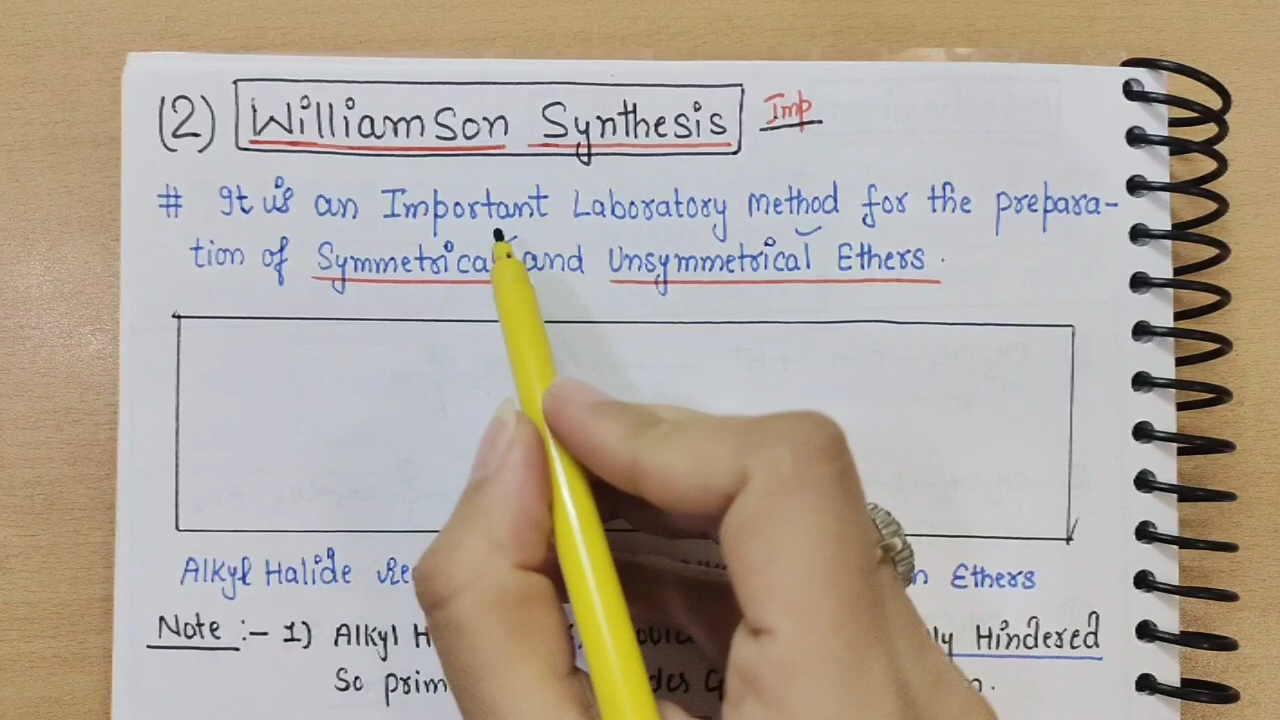 (2) Williamson Synthesis Imp
# It is an Important Laboratory method for the prepara-
tion of Symmetrical and Unsymmetrical Ethers.
Alkyl Halide Ethers
Note :- 1) Alkyl Hindered
So